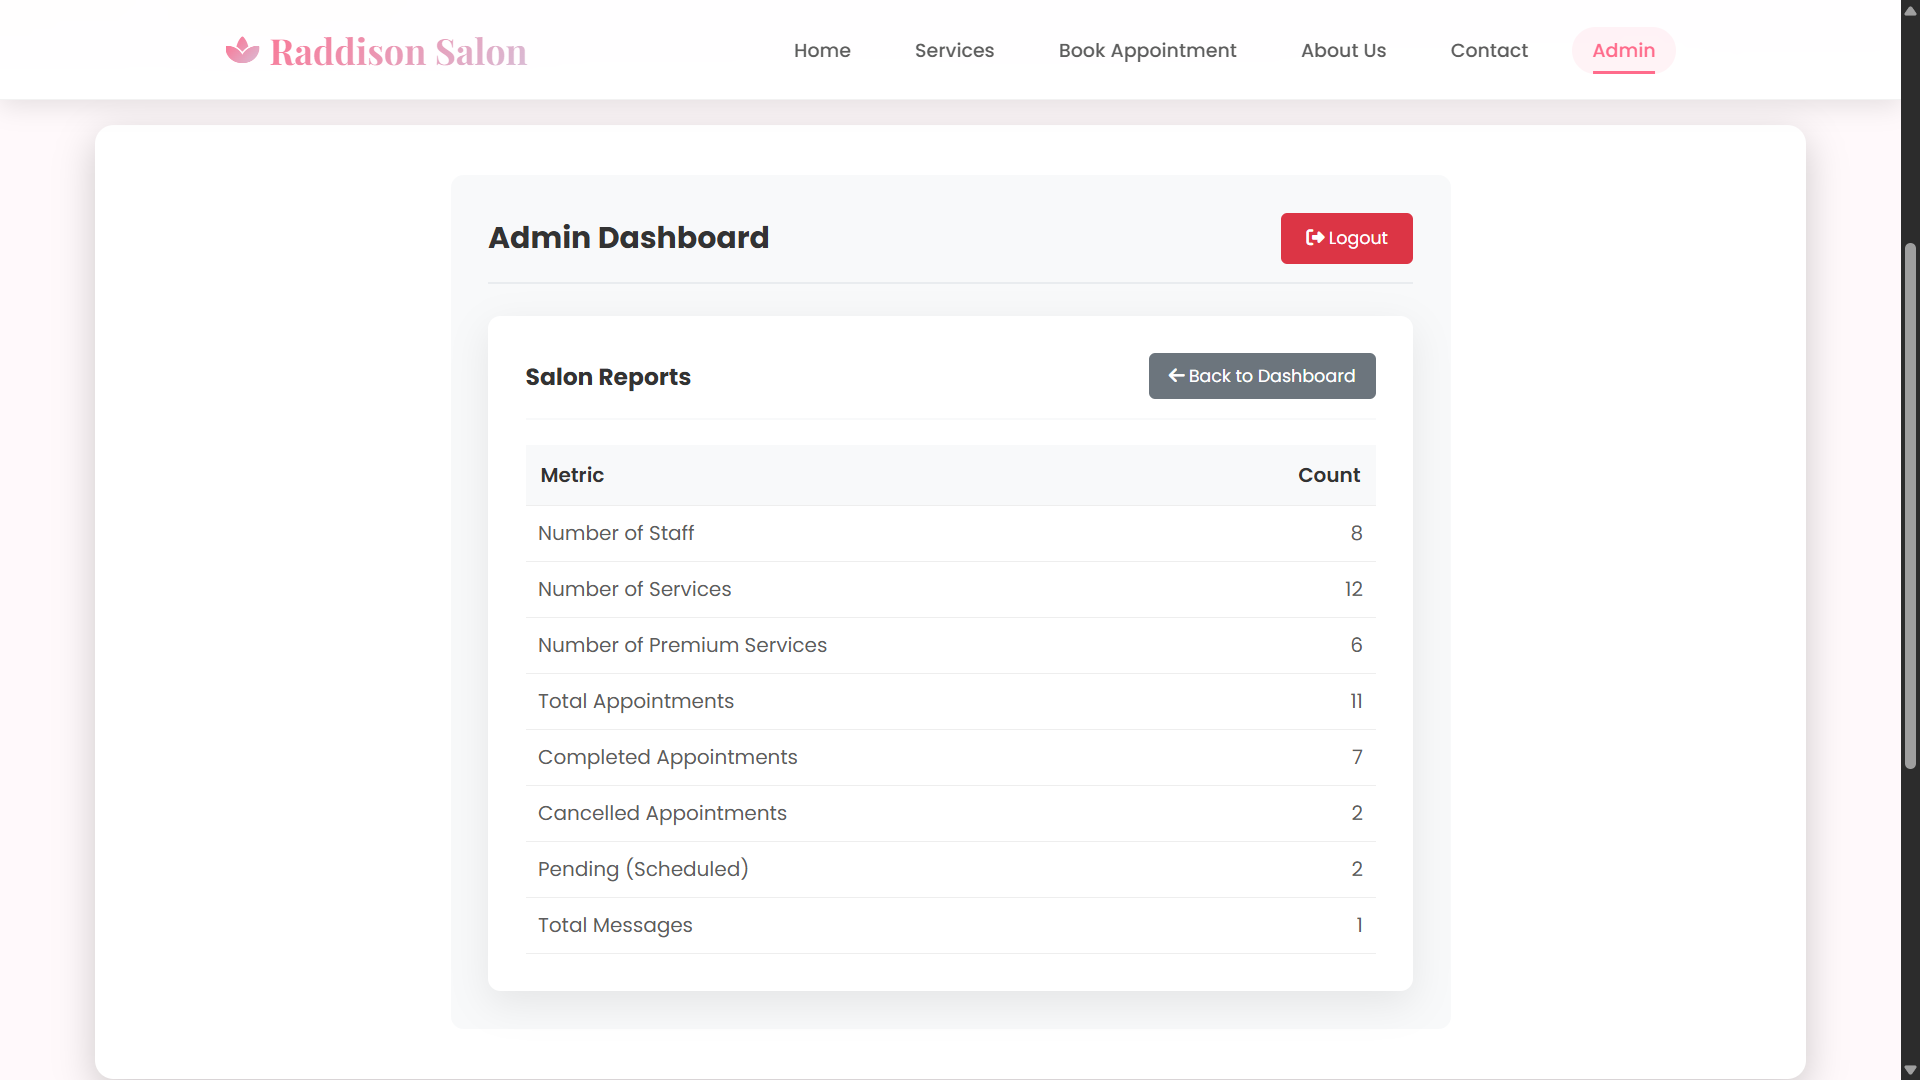 Raddison Salon
Home Services Book Appointment About Us Contact Admin
Admin Dashboard
Logout
Salon Reports
Back to Dashboard
Metric Count
Number of Staff 8
Number of Services 12
Number of Premium Services 6
Total Appointments 11
Completed Appointments 7
Cancelled Appointments 2
Pending (Scheduled) 2
Total Messages 1